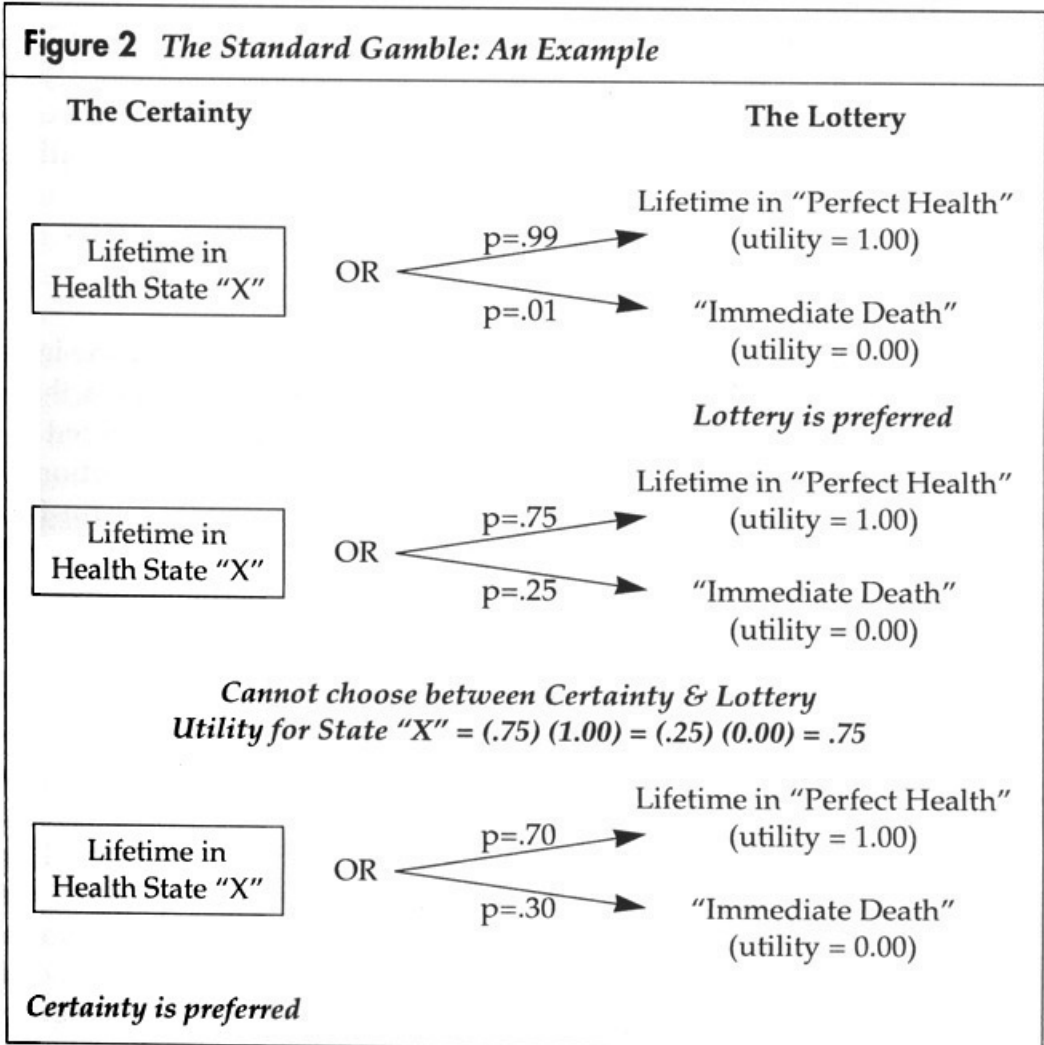 Figure 2 The Standard Gamble: An Example
The Certainty
The Lottery
Lifetime in
Health State "X"
OR
p=.99
p=.01
Lifetime in "Perfect Health"
(utility = 1.00)
"Immediate Death"
(utility = 0.00)
Lottery is preferred
Lifetime in
Health State "X"
OR
p=.75
p=.25
Lifetime in "Perfect Health"
(utility = 1.00)
"Immediate Death"
(utility = 0.00)
Cannot choose between Certainty & Lottery
Utility for State "X" = (.75) (1.00) = (.25) (0.00) = .75
Lifetime in
Health State "X"
OR
p=.70
p=.30
Lifetime in "Perfect Health"
(utility = 1.00)
"Immediate Death"
(utility = 0.00)
Certainty is preferred